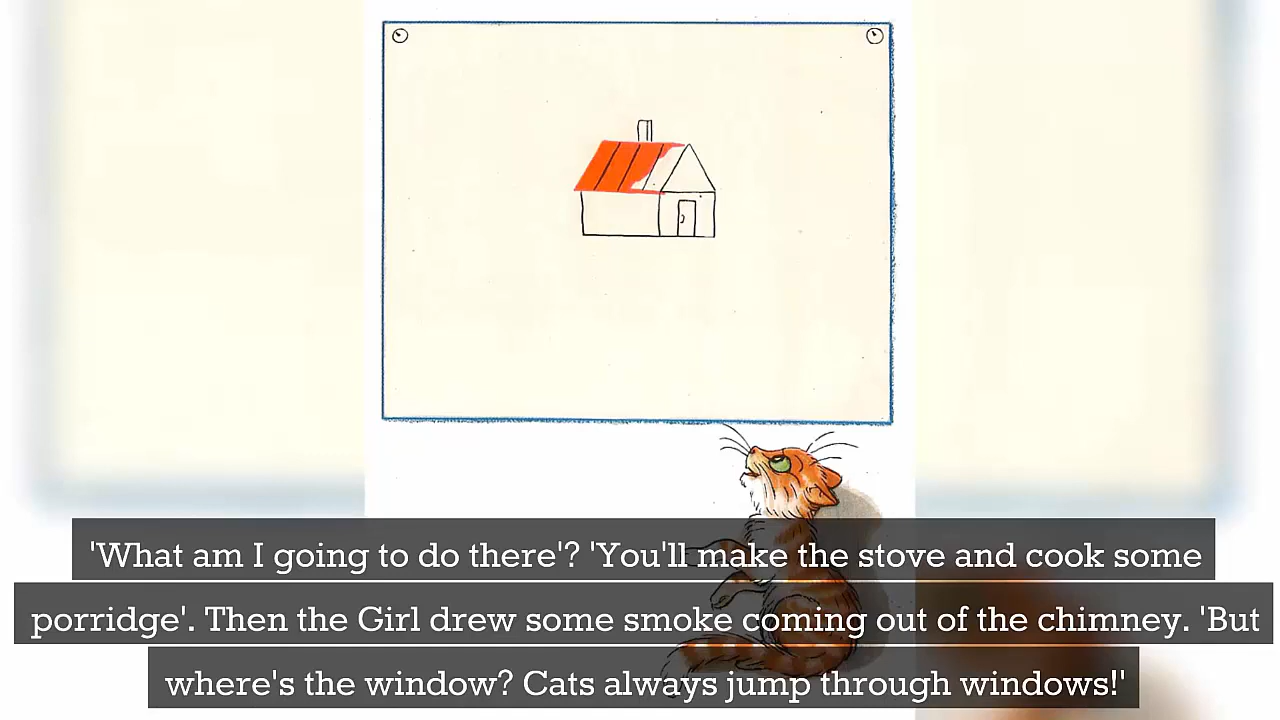 'What am I going to do there'? 'You'll make the stove and cook some
porridge'. Then the Girl drew some smoke coming out of the chimney. 'But
where's the window? Cats always jump through windows!'